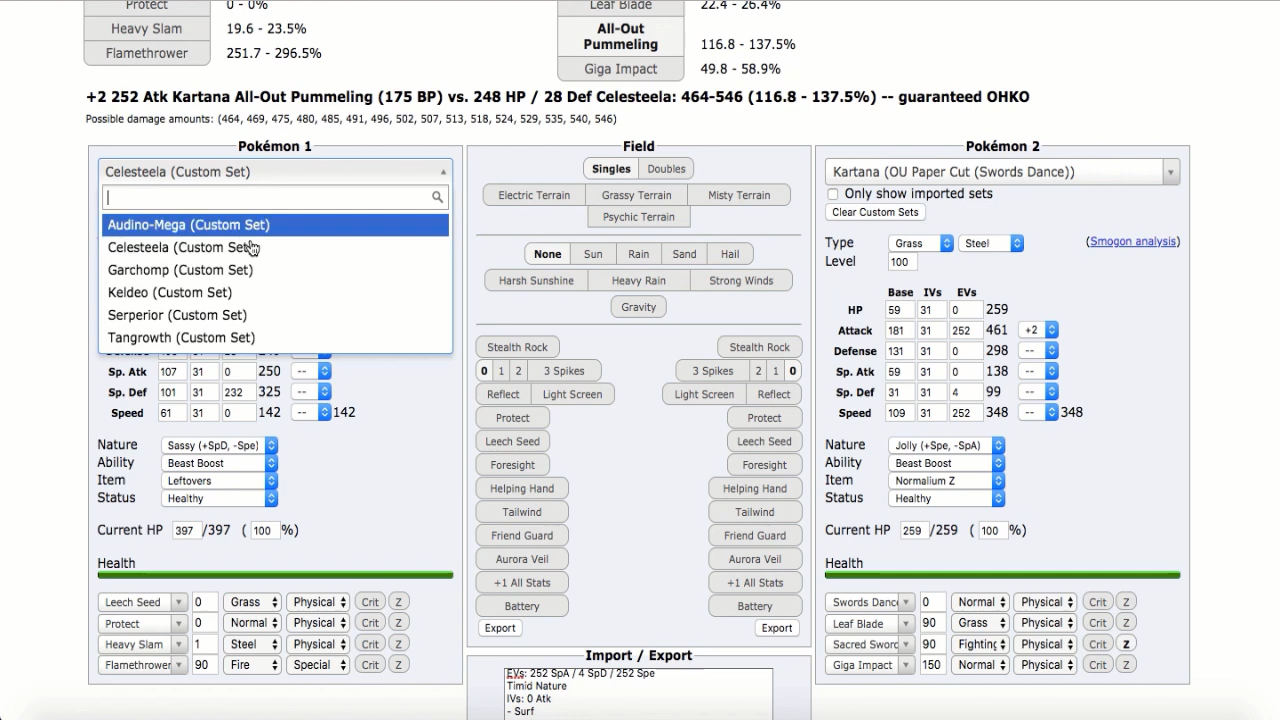 Protect 0 - 0%
Heavy Slam 19.6 - 23.5%
Flamethrower 251.7 - 296.5%
Leaf Blade 22.4 - 26.4%
All-Out Pummeling 116.8 - 137.5%
Giga Impact 49.8 - 58.9%
+2 252 Atk Kartana All-Out Pummeling (175 BP) vs. 248 HP / 28 Def Celesteela: 464-546 (116.8 - 137.5%) -- guaranteed OHKO
Possible damage amounts: (464, 469, 475, 480, 485, 491, 496, 502, 507, 513, 518, 524, 529, 535, 540, 546)
Pokémon 1
Celesteela (Custom Set)
Audino-Mega (Custom Set)
Celesteela (Custom Set)
Garchomp (Custom Set)
Keldeo (Custom Set)
Serperior (Custom Set)
Tangrowth (Custom Set)
Sp. Atk 107 31 0 250 --
Sp. Def 101 31 232 325 --
Speed 61 31 0 142 -- 142
Nature Sassy (+SpD, -Spe)
Ability Beast Boost
Item Leftovers
Status Healthy
Current HP 397 /397 ( 100 %)
Health
Leech Seed 0 Grass Physical Crit Z
Protect 0 Normal Physical Crit Z
Heavy Slam 1 Steel Physical Crit Z
Flamethrower 90 Fire Special Crit Z
Field
Singles Doubles
Electric Terrain Grassy Terrain Misty Terrain
Psychic Terrain
None Sun Rain Sand Hail
Harsh Sunshine Heavy Rain Strong Winds
Gravity
Stealth Rock Stealth Rock
0 1 2 3 Spikes 3 Spikes 2 1 0
Reflect Light Screen Light Screen Reflect
Protect Protect
Leech Seed Leech Seed
Foresight Foresight
Helping Hand Helping Hand
Tailwind Tailwind
Friend Guard Friend Guard
Aurora Veil Aurora Veil
+1 All Stats +1 All Stats
Battery Battery
Export Export
Import / Export
EVs: 252 SpA / 4 SpD / 252 Spe
Timid Nature
IVs: 0 Atk
- Surf
Pokémon 2
Kartana (OU Paper Cut (Swords Dance))
Only show imported sets
Clear Custom Sets
Type Grass Steel (Smogon analysis)
Level 100
Base IVs EVs
HP 59 31 0 259
Attack 181 31 252 461 +2
Defense 131 31 0 298 --
Sp. Atk 59 31 0 138 --
Sp. Def 31 31 4 99 --
Speed 109 31 252 348 -- 348
Nature Jolly (+Spe, -SpA)
Ability Beast Boost
Item Normalium Z
Status Healthy
Current HP 259 /259 ( 100 %)
Health
Swords Danc 0 Normal Physical Crit Z
Leaf Blade 90 Grass Physical Crit Z
Sacred Sword 90 Fighting Physical Crit Z
Giga Impact 150 Normal Physical Crit Z